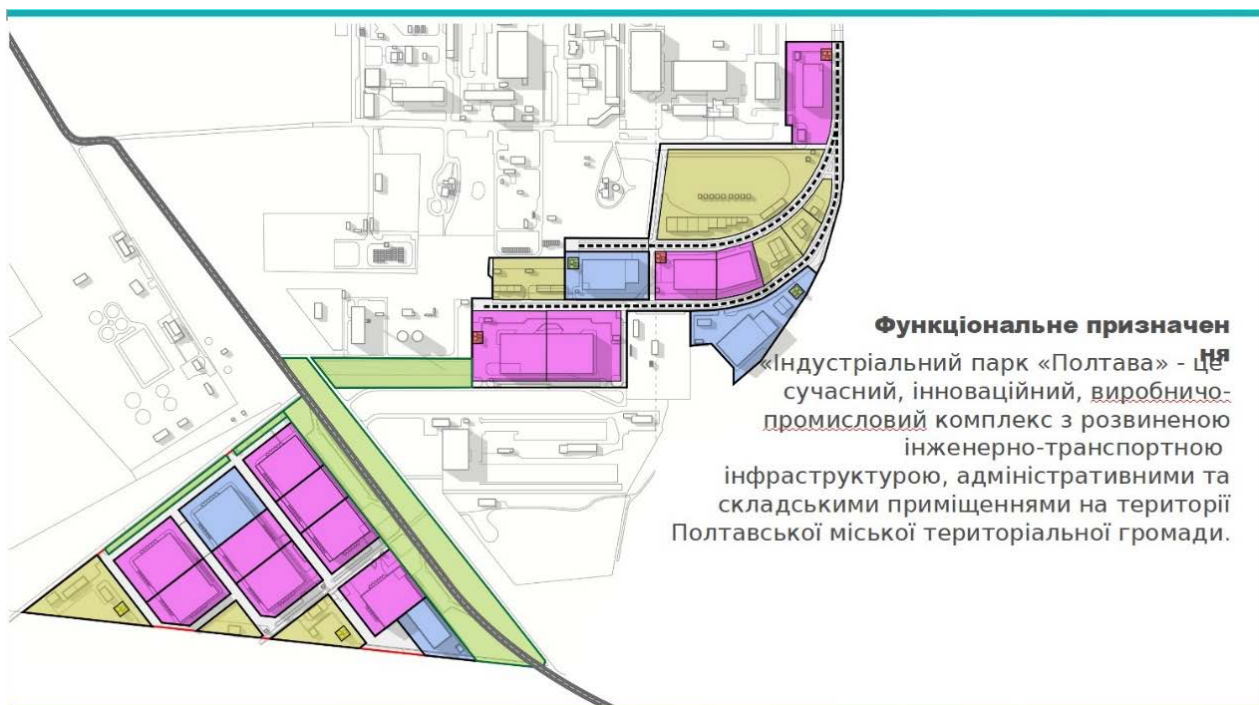 Функціональне призначен
ня
«Індустріальний парк «Полтава» - це
сучасний, інноваційний, виробничо-
промисловий комплекс з розвиненою
інженерно-транспортною
інфраструктурою, адміністративними та
складськими приміщеннями на території
Полтавської міської територіальної громади.